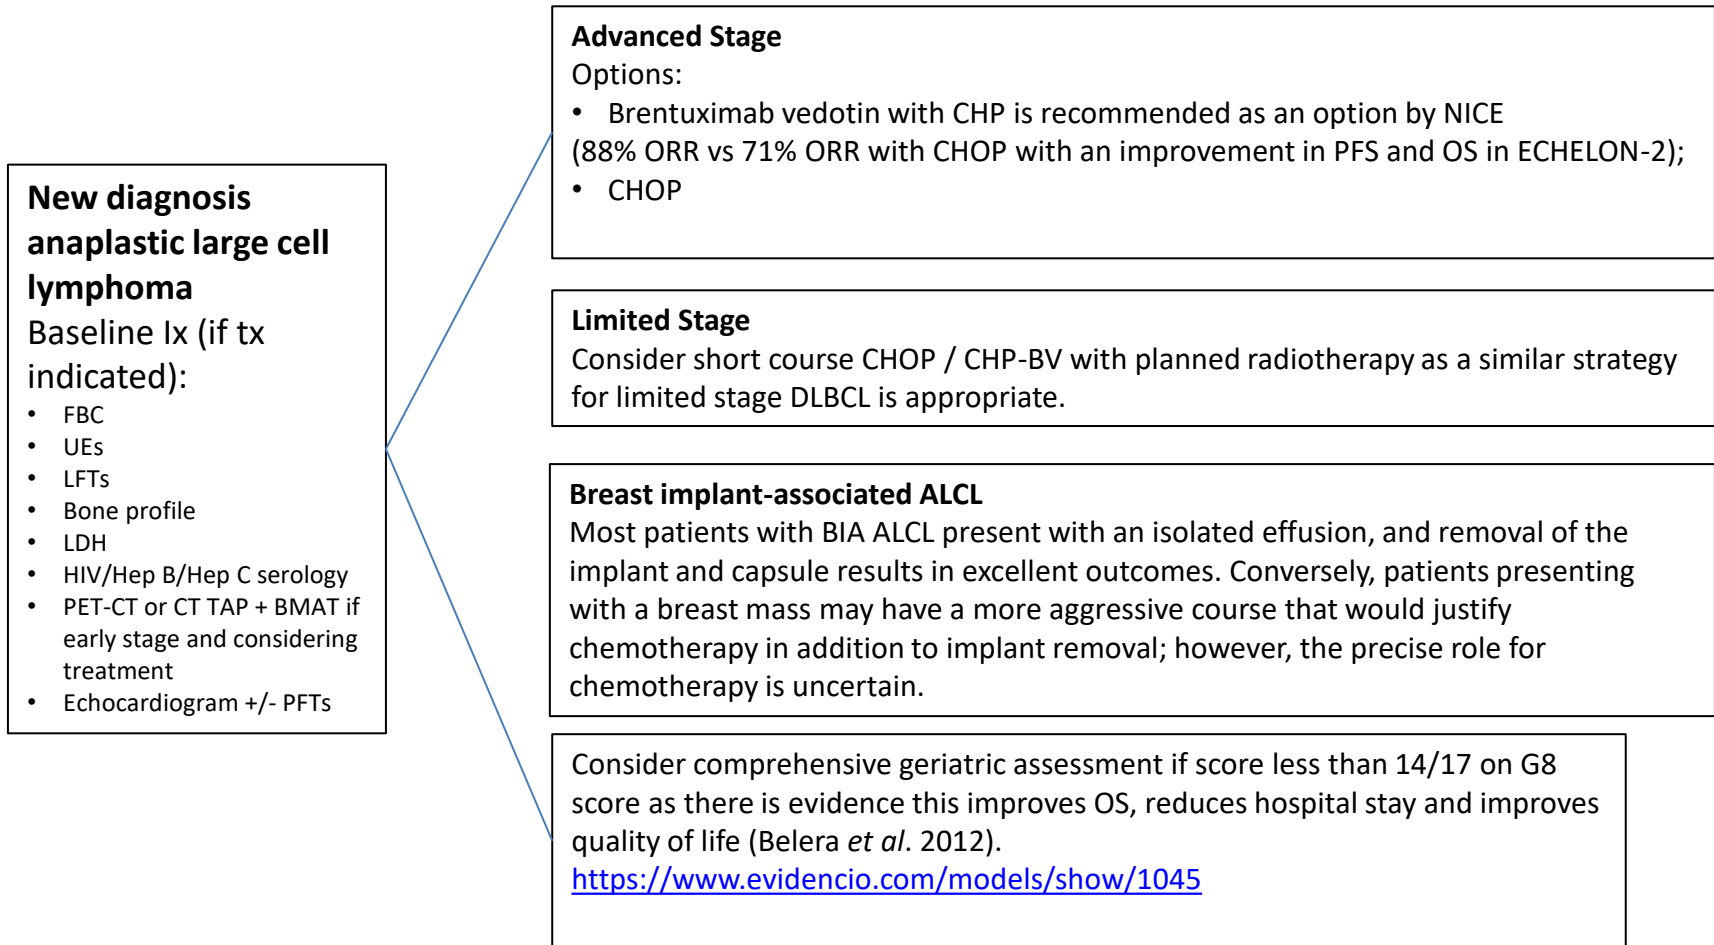 New diagnosis
anaplastic large cell
lymphoma
Baseline Ix (if tx
indicated):
• FBC
• UEs
• LFTs
• Bone profile
• LDH
• HIV/Hep B/Hep C serology
• PET-CT or CT TAP + BMAT if
early stage and considering
treatment
• Echocardiogram +/- PFTs
Advanced Stage
Options:
• Brentuximab vedotin with CHP is recommended as an option by NICE
(88% ORR vs 71% ORR with CHOP with an improvement in PFS and OS in ECHELON-2);
• CHOP
Limited Stage
Consider short course CHOP / CHP-BV with planned radiotherapy as a similar strategy
for limited stage DLBCL is appropriate.
Breast implant-associated ALCL
Most patients with BIA ALCL present with an isolated effusion, and removal of the
implant and capsule results in excellent outcomes. Conversely, patients presenting
with a breast mass may have a more aggressive course that would justify
chemotherapy in addition to implant removal; however, the precise role for
chemotherapy is uncertain.
Consider comprehensive geriatric assessment if score less than 14/17 on G8
score as there is evidence this improves OS, reduces hospital stay and improves
quality of life (Belera et al. 2012).
https://www.evidencio.com/models/show/1045